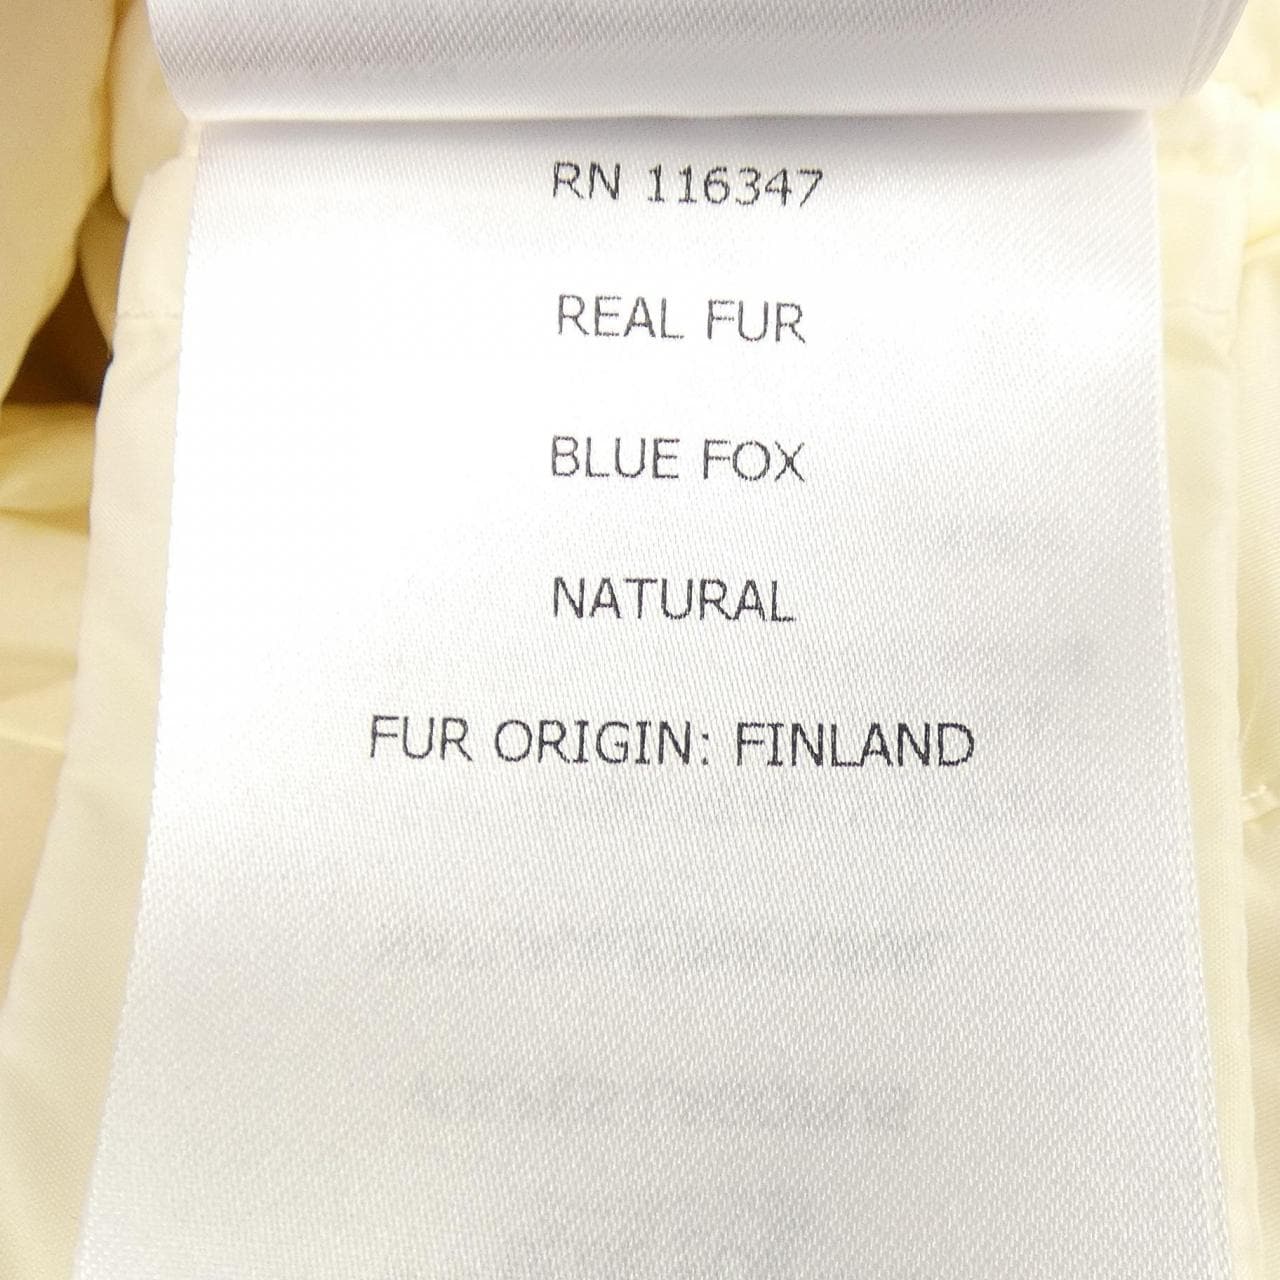 RN 116347
REAL FUR
BLUE FOX
NATURAL
FUR ORIGIN: FINLAND